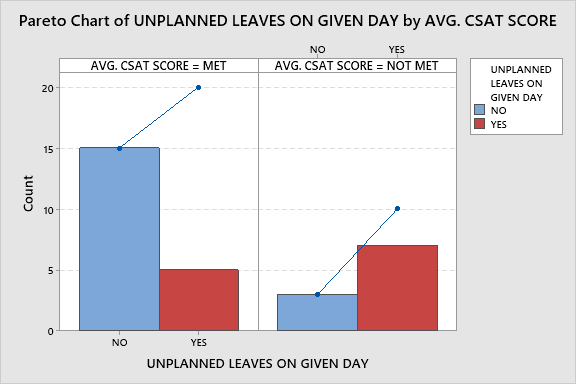 Pareto Chart of UNPLANNED LEAVES ON GIVEN DAY by AVG. CSAT SCORE
NO YES
AVG. CSAT SCORE = MET AVG. CSAT SCORE = NOT MET
UNPLANNED
LEAVES ON
GIVEN DAY
NO
YES
20
15
10
5
0
Count
NO YES
UNPLANNED LEAVES ON GIVEN DAY